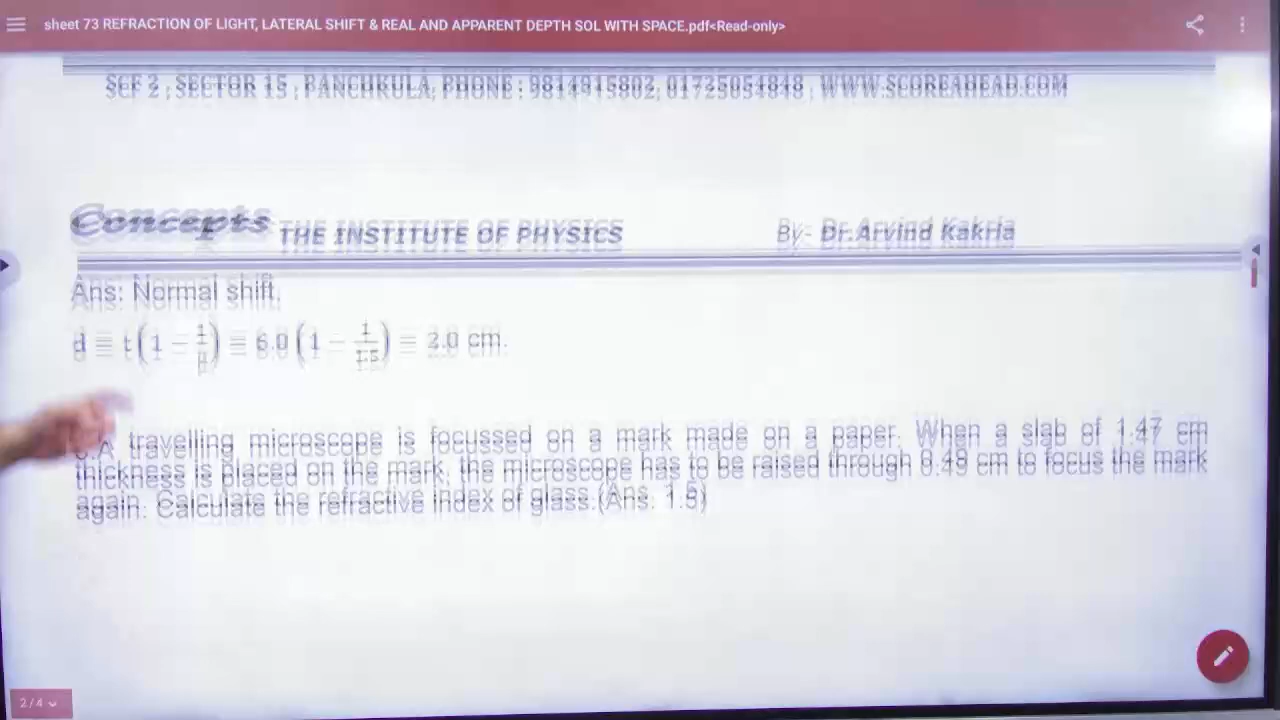 sheet 73 REFRACTION OF LIGHT, LATERAL SHIFT & REAL AND APPARENT DEPTH SOL WITH SPACE.pdf<Read-only>
SCF 2 ; SECTOR 15 ; PANCHKULA, PHONE : 9814915802, 01725054848 ; WWW.SCOREAHEAD.COM
Concepts THE INSTITUTE OF PHYSICS By:- Dr.Arvind Kakria
Ans: Normal shift,
d = t(1 − 1/μ) = 6.0(1 − 1/1.5) = 2.0 cm.
A travelling microscope is focussed on a mark made on a paper. When a slab of 1.47 cm
thickness is placed on the mark, the microscope has to be raised through 0.49 cm to focus the mark
again. Calculate the refractive index of glass.(Ans. 1.5)
2/4